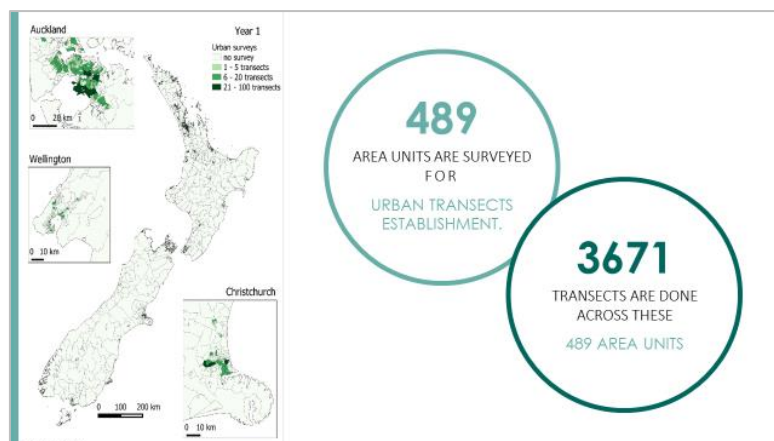 Auckland
Year 1
Urban surveys
no survey
1 - 5 transects
6 - 20 transects
21 - 100 transects
0 20 km
Wellington
0 10 km
Christchurch
0 100 200 km
0 10 km
489
AREA UNITS ARE SURVEYED
FOR
URBAN TRANSECTS
ESTABLISHMENT.
3671
TRANSECTS ARE DONE
ACROSS THESE
489 AREA UNITS